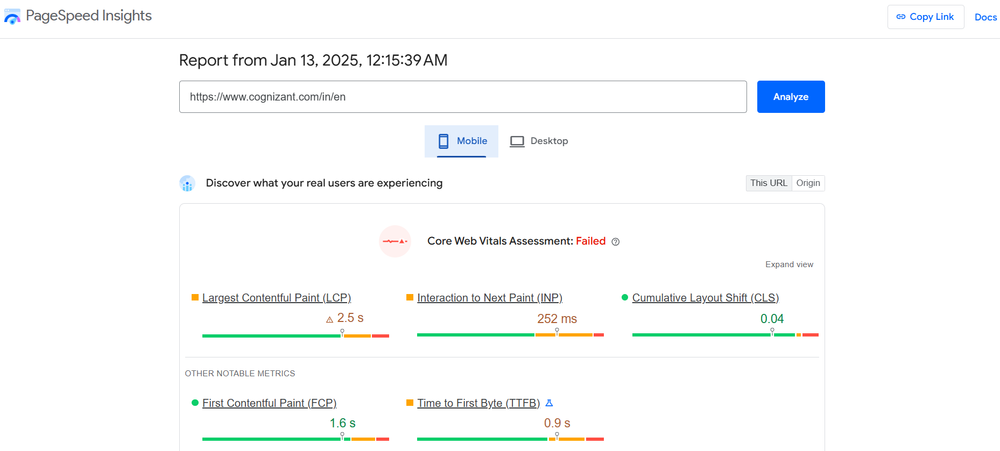 PageSpeed Insights
Copy Link
Docs
Report from Jan 13, 2025, 12:15:39 AM
https://www.cognizant.com/in/en
Analyze
Mobile
Desktop
Discover what your real users are experiencing
This URL
Origin
Core Web Vitals Assessment: Failed
Expand view
Largest Contentful Paint (LCP)
2.5 s
Interaction to Next Paint (INP)
252 ms
Cumulative Layout Shift (CLS)
0.04
OTHER NOTABLE METRICS
First Contentful Paint (FCP)
1.6 s
Time to First Byte (TTFB)
0.9 s